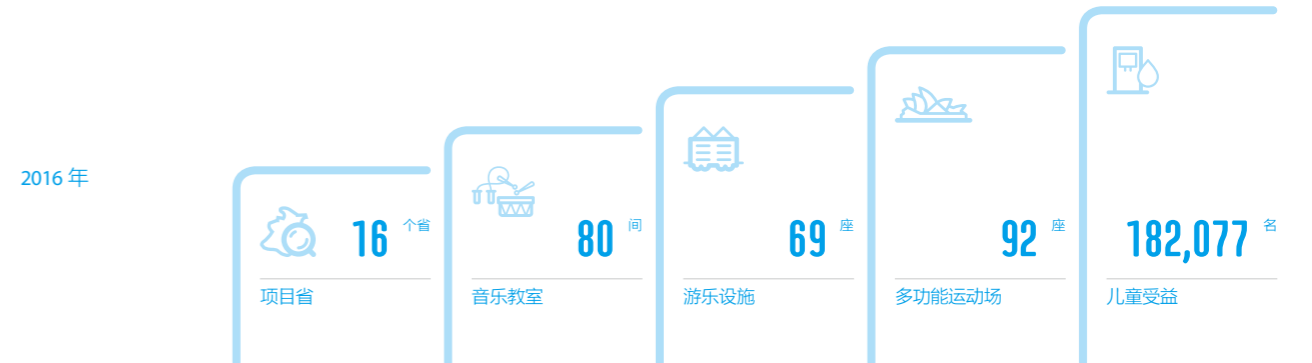 2016 年
16 个省
项目省
80 间
音乐教室
69 座
游乐设施
92 座
多功能运动场
182,077 名
儿童受益